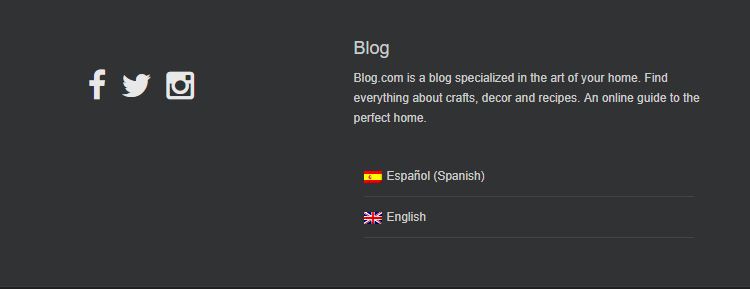 Blog
Blog.com is a blog specialized in the art of your home. Find
everything about crafts, decor and recipes. An online guide to the
perfect home.
Español (Spanish)
English